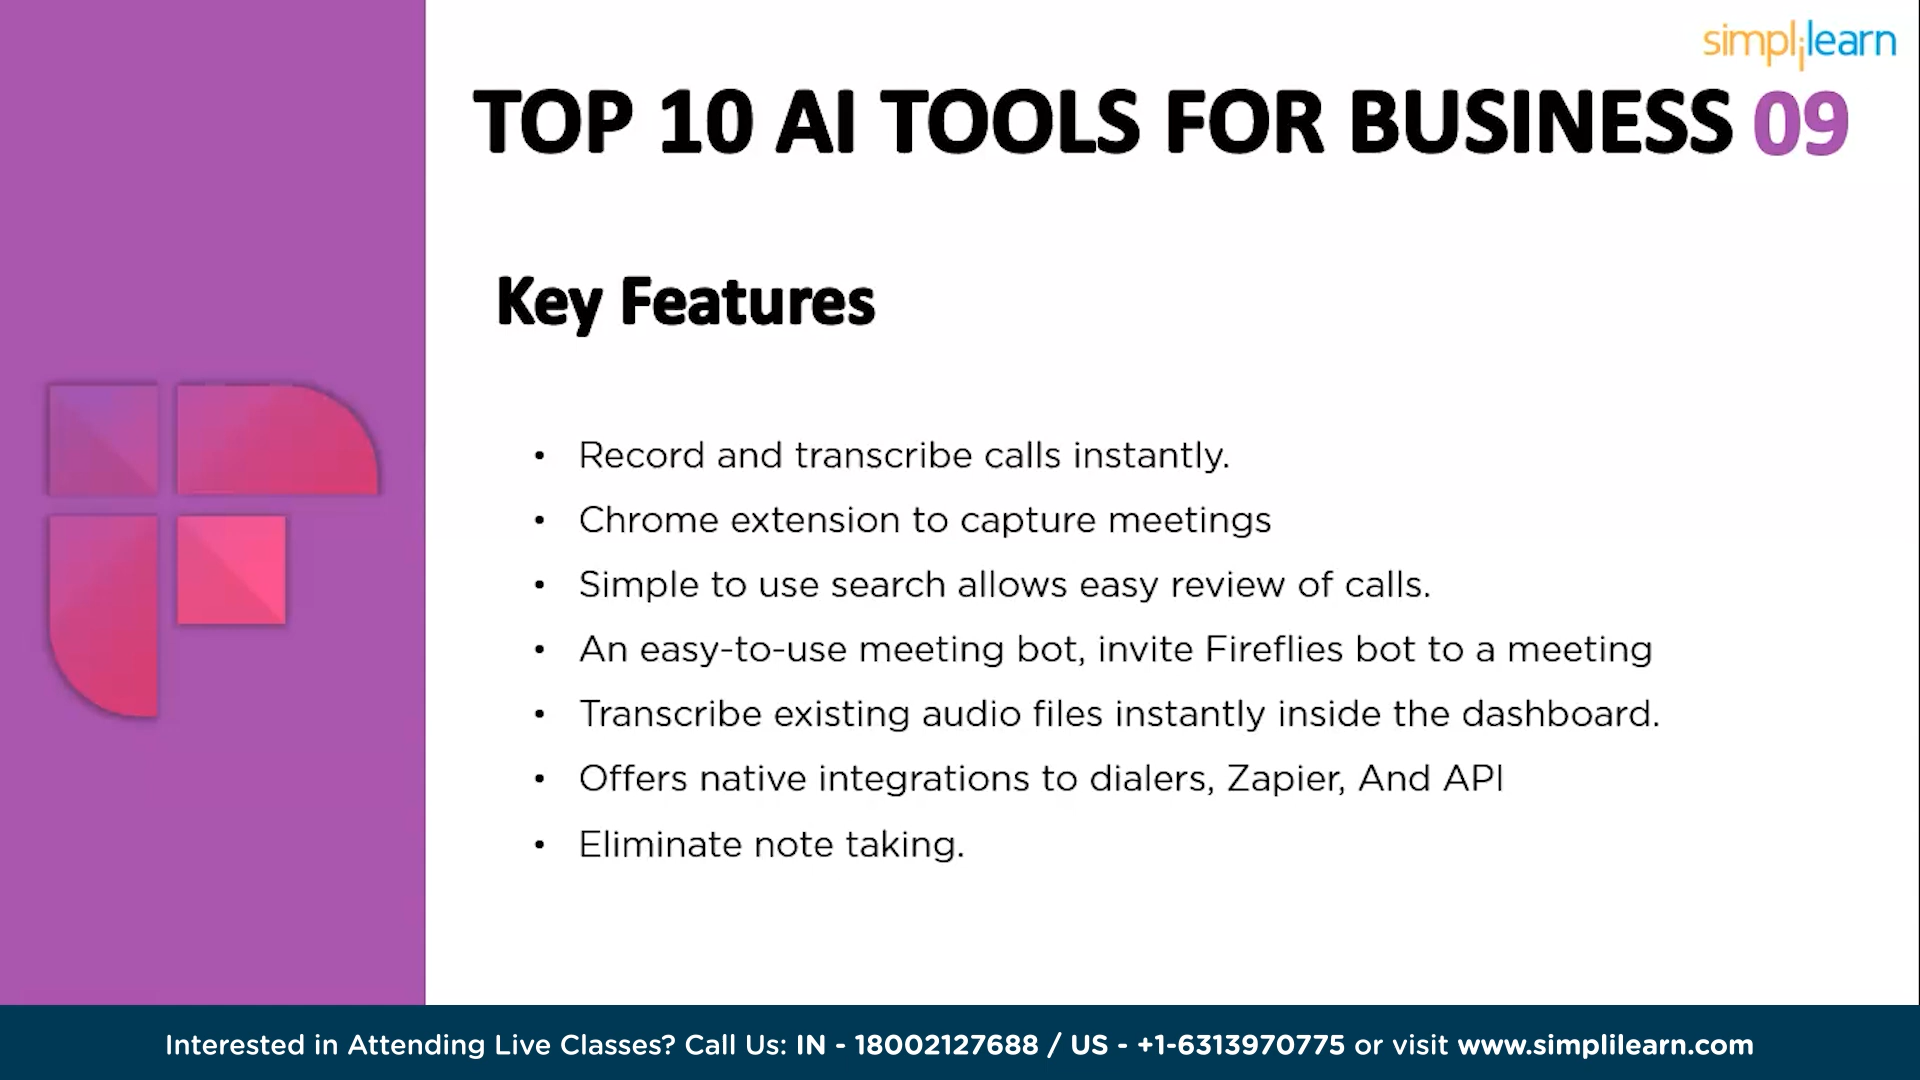 simplilearn
TOP 10 AI TOOLS FOR BUSINESS 09
Key Features
• Record and transcribe calls instantly.
• Chrome extension to capture meetings
• Simple to use search allows easy review of calls.
• An easy-to-use meeting bot, invite Fireflies bot to a meeting
• Transcribe existing audio files instantly inside the dashboard.
• Offers native integrations to dialers, Zapier, And API
• Eliminate note taking.
Interested in Attending Live Classes? Call Us: IN - 18002127688 / US - +1-6313970775 or visit www.simplilearn.com